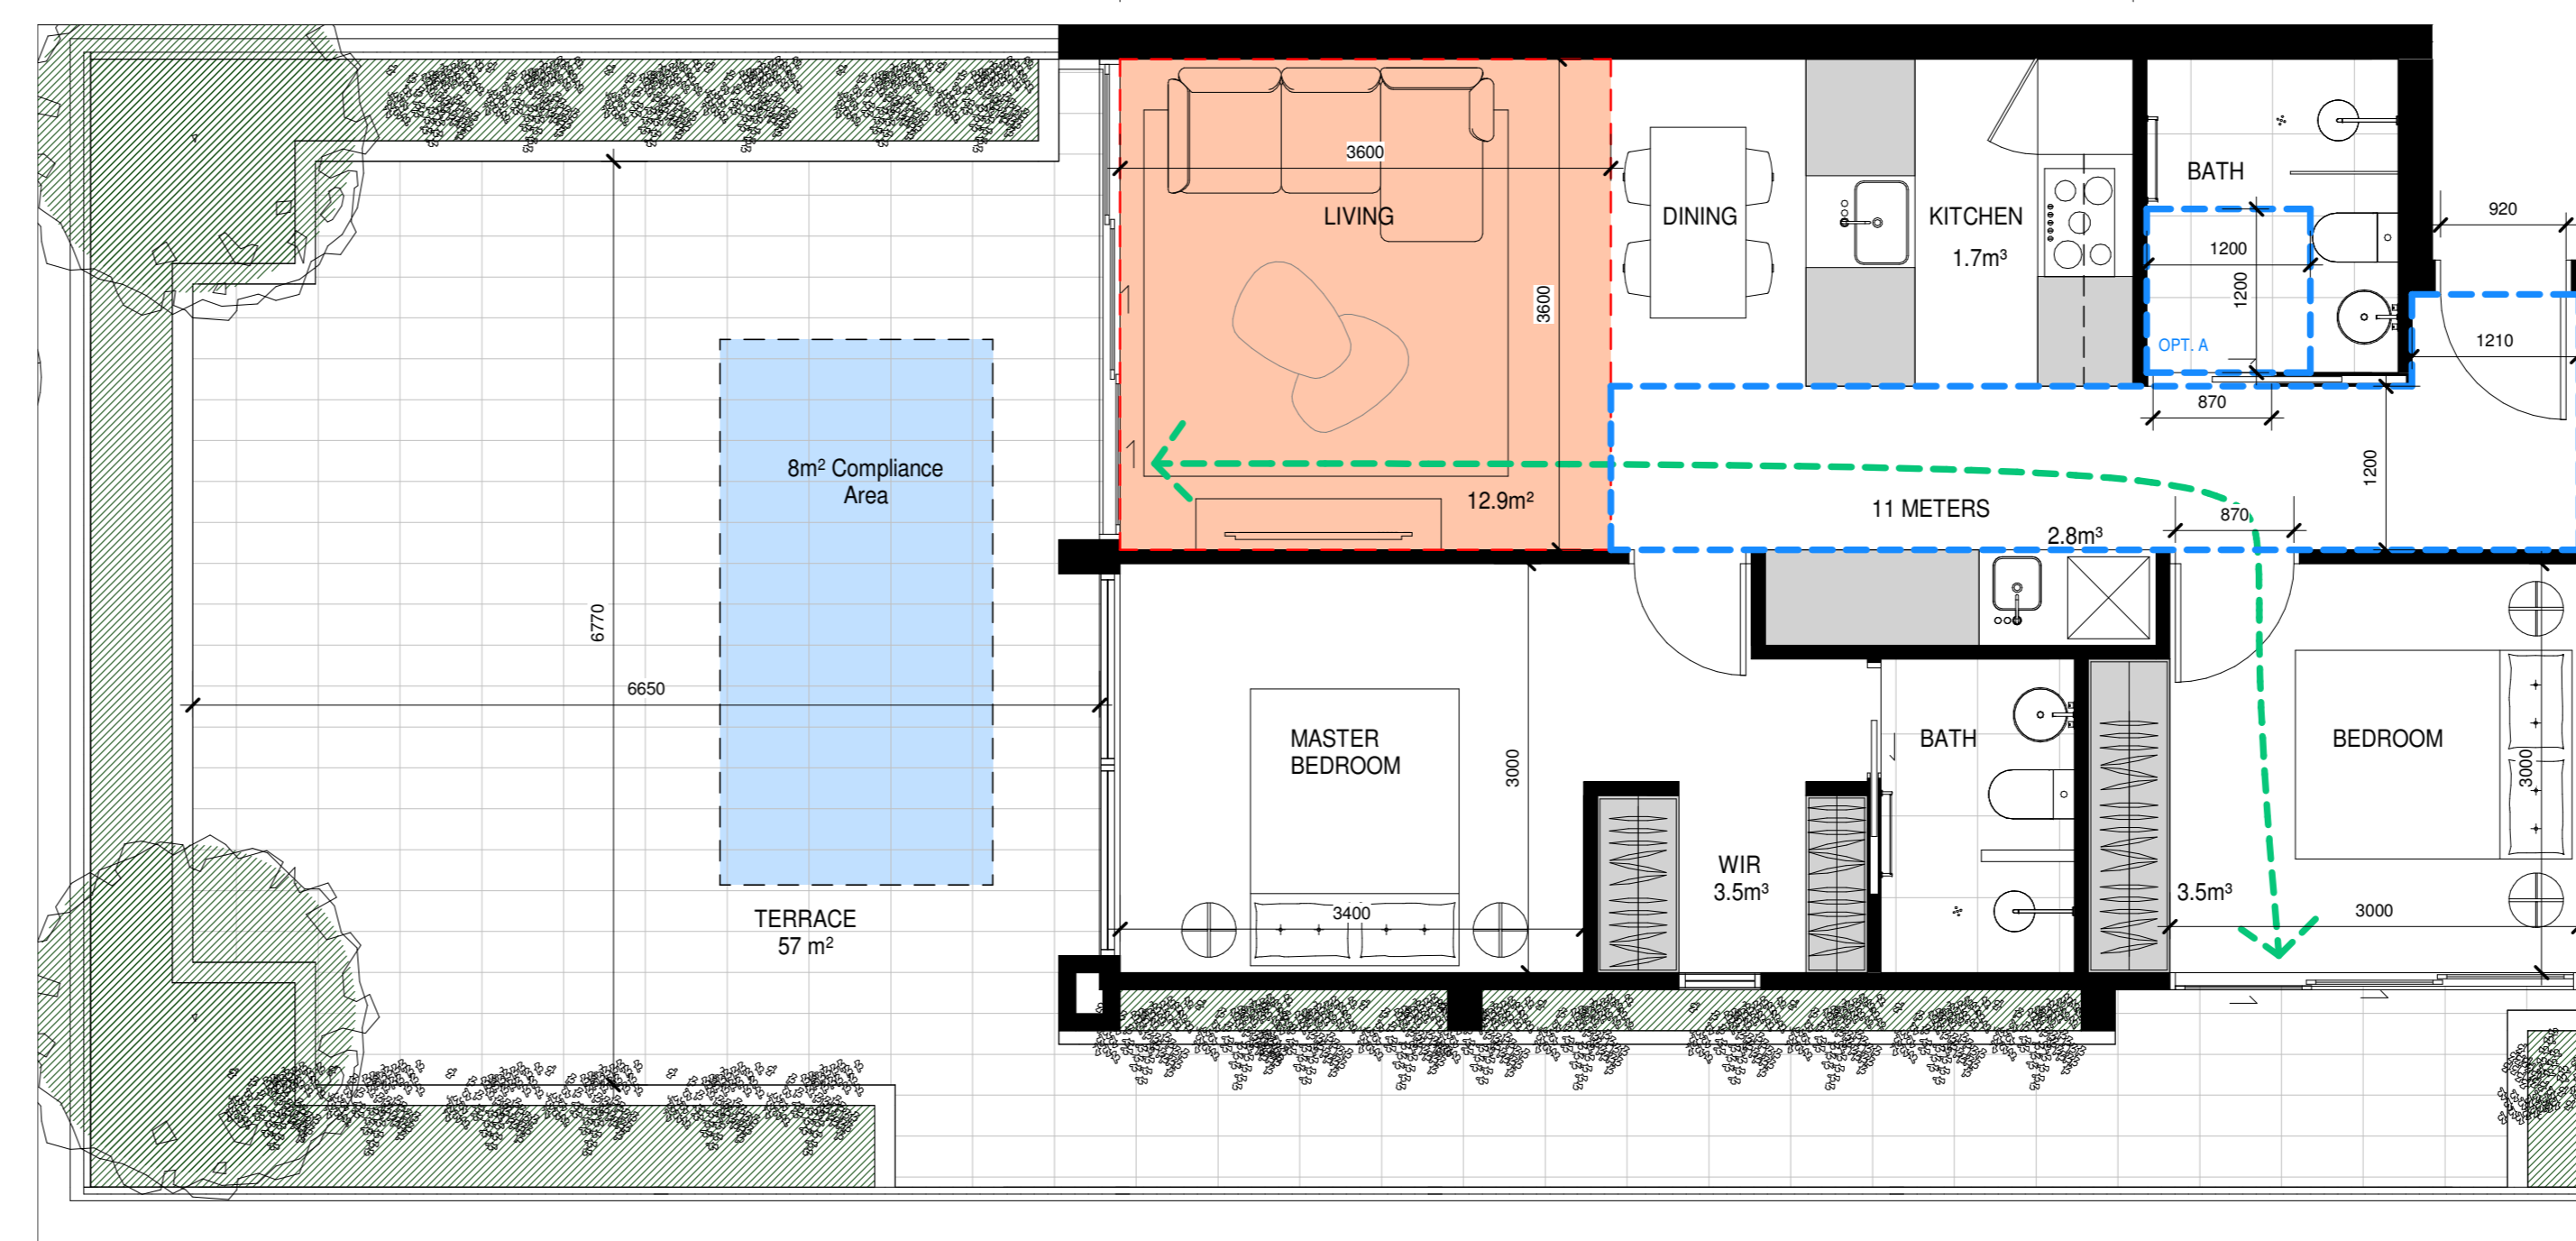 3600
LIVING
3600
12.9m²
DINING
KITCHEN
1.7m³
BATH
1200
1200
OPT. A
920
1210
870
1200
11 METERS
870
2.8m³
8m² Compliance
Area
6770
6650
TERRACE
57 m²
MASTER
BEDROOM
3000
3400
WIR
3.5m³
BATH
BEDROOM
3000
3.5m³
3000